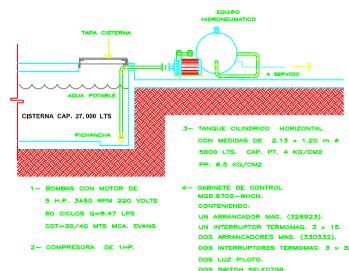 EQUIPO
HIDRONEUMATICO
TAPA CISTERNA
A SERVICIO
AGUA POTABLE
CISTERNA CAP. 27,000 LTS
PICHANCHA
3- TANQUE CILINDRICO HORIZONTAL
CON MEDIDAS DE 2.13 x 1.20 m
5000 LTS. CAP. PT. 4 KG/CM2
PP. 6.5 KG/CM2
1- BOMBAS CON MOTOR DE
5 H.P. 3450 RPM 220 VOLTS
60 CICLOS Q=8.47 LPS
CDT=30/40 MTS MCA. EVANS
2- COMPRESORA DE 1HP.
4- GABINETE DE CONTROL
MOD.6702-WHCN.
CONTENIENDO.
UN ARRANCADOR MAG. (328923).
UN INTERRUPTOR TERMOMAG. 3 x 15.
DOS ARRANCADORES MAG. (330332).
DOS INTERRUPTORES TERMOMAG. 3 x
DOS LUZ PILOTO.
DOS SWITCH SELECTOR.